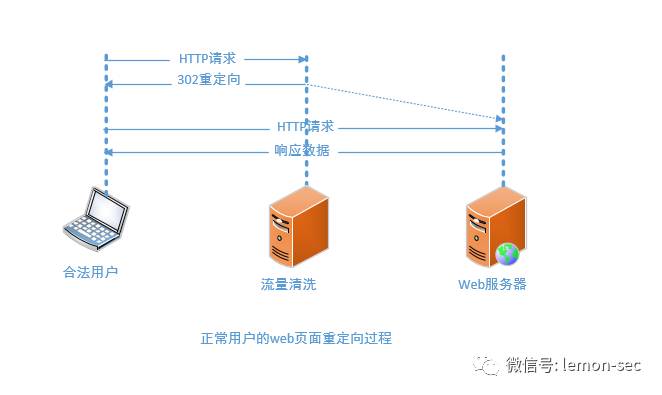 HTTP请求
302重定向
HTTP请求
响应数据
合法用户
流量清洗
Web服务器
正常用户的web页面重定向过程
微信号: lemon-sec